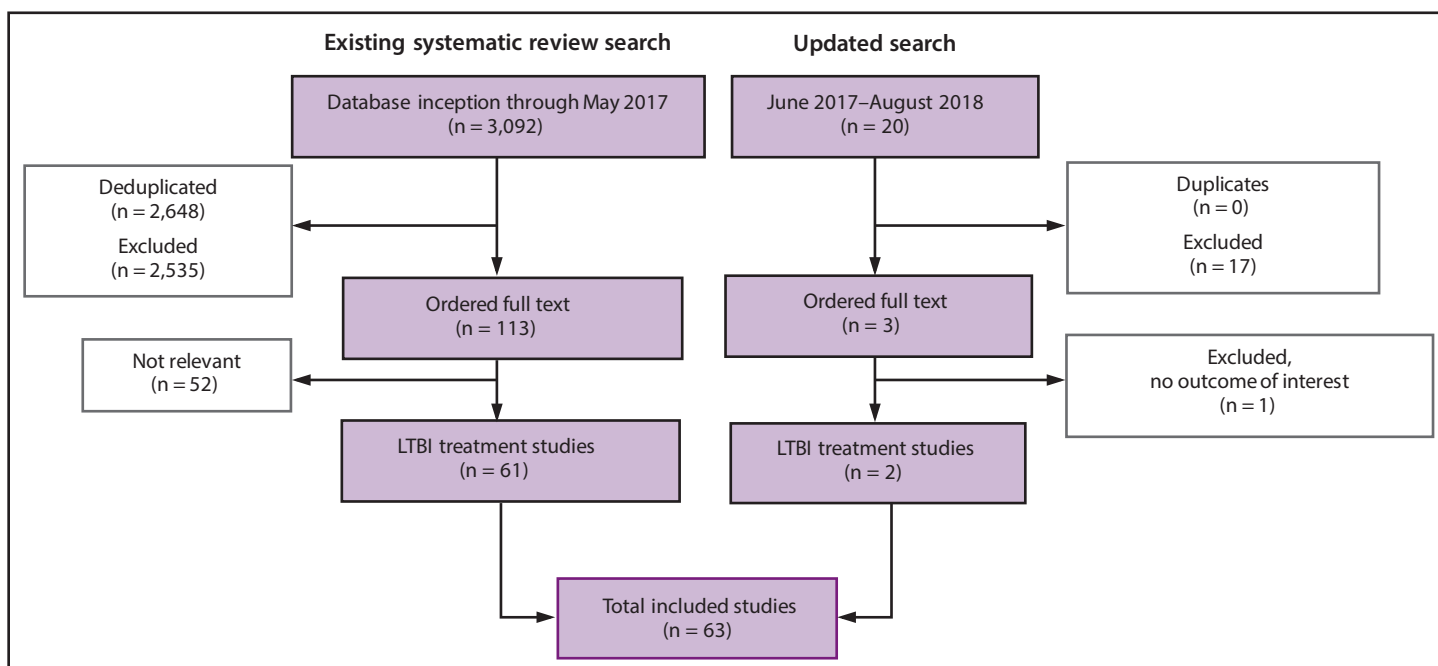 Existing systematic review search
Database inception through May 2017
(n = 3,092)
Deduplicated
(n = 2,648)
Excluded
(n = 2,535)
Ordered full text
(n = 113)
Not relevant
(n = 52)
LTBI treatment studies
(n = 61)
Updated search
June 2017–August 2018
(n = 20)
Duplicates
(n = 0)
Excluded
(n = 17)
Ordered full text
(n = 3)
Excluded,
no outcome of interest
(n = 1)
LTBI treatment studies
(n = 2)
Total included studies
(n = 63)